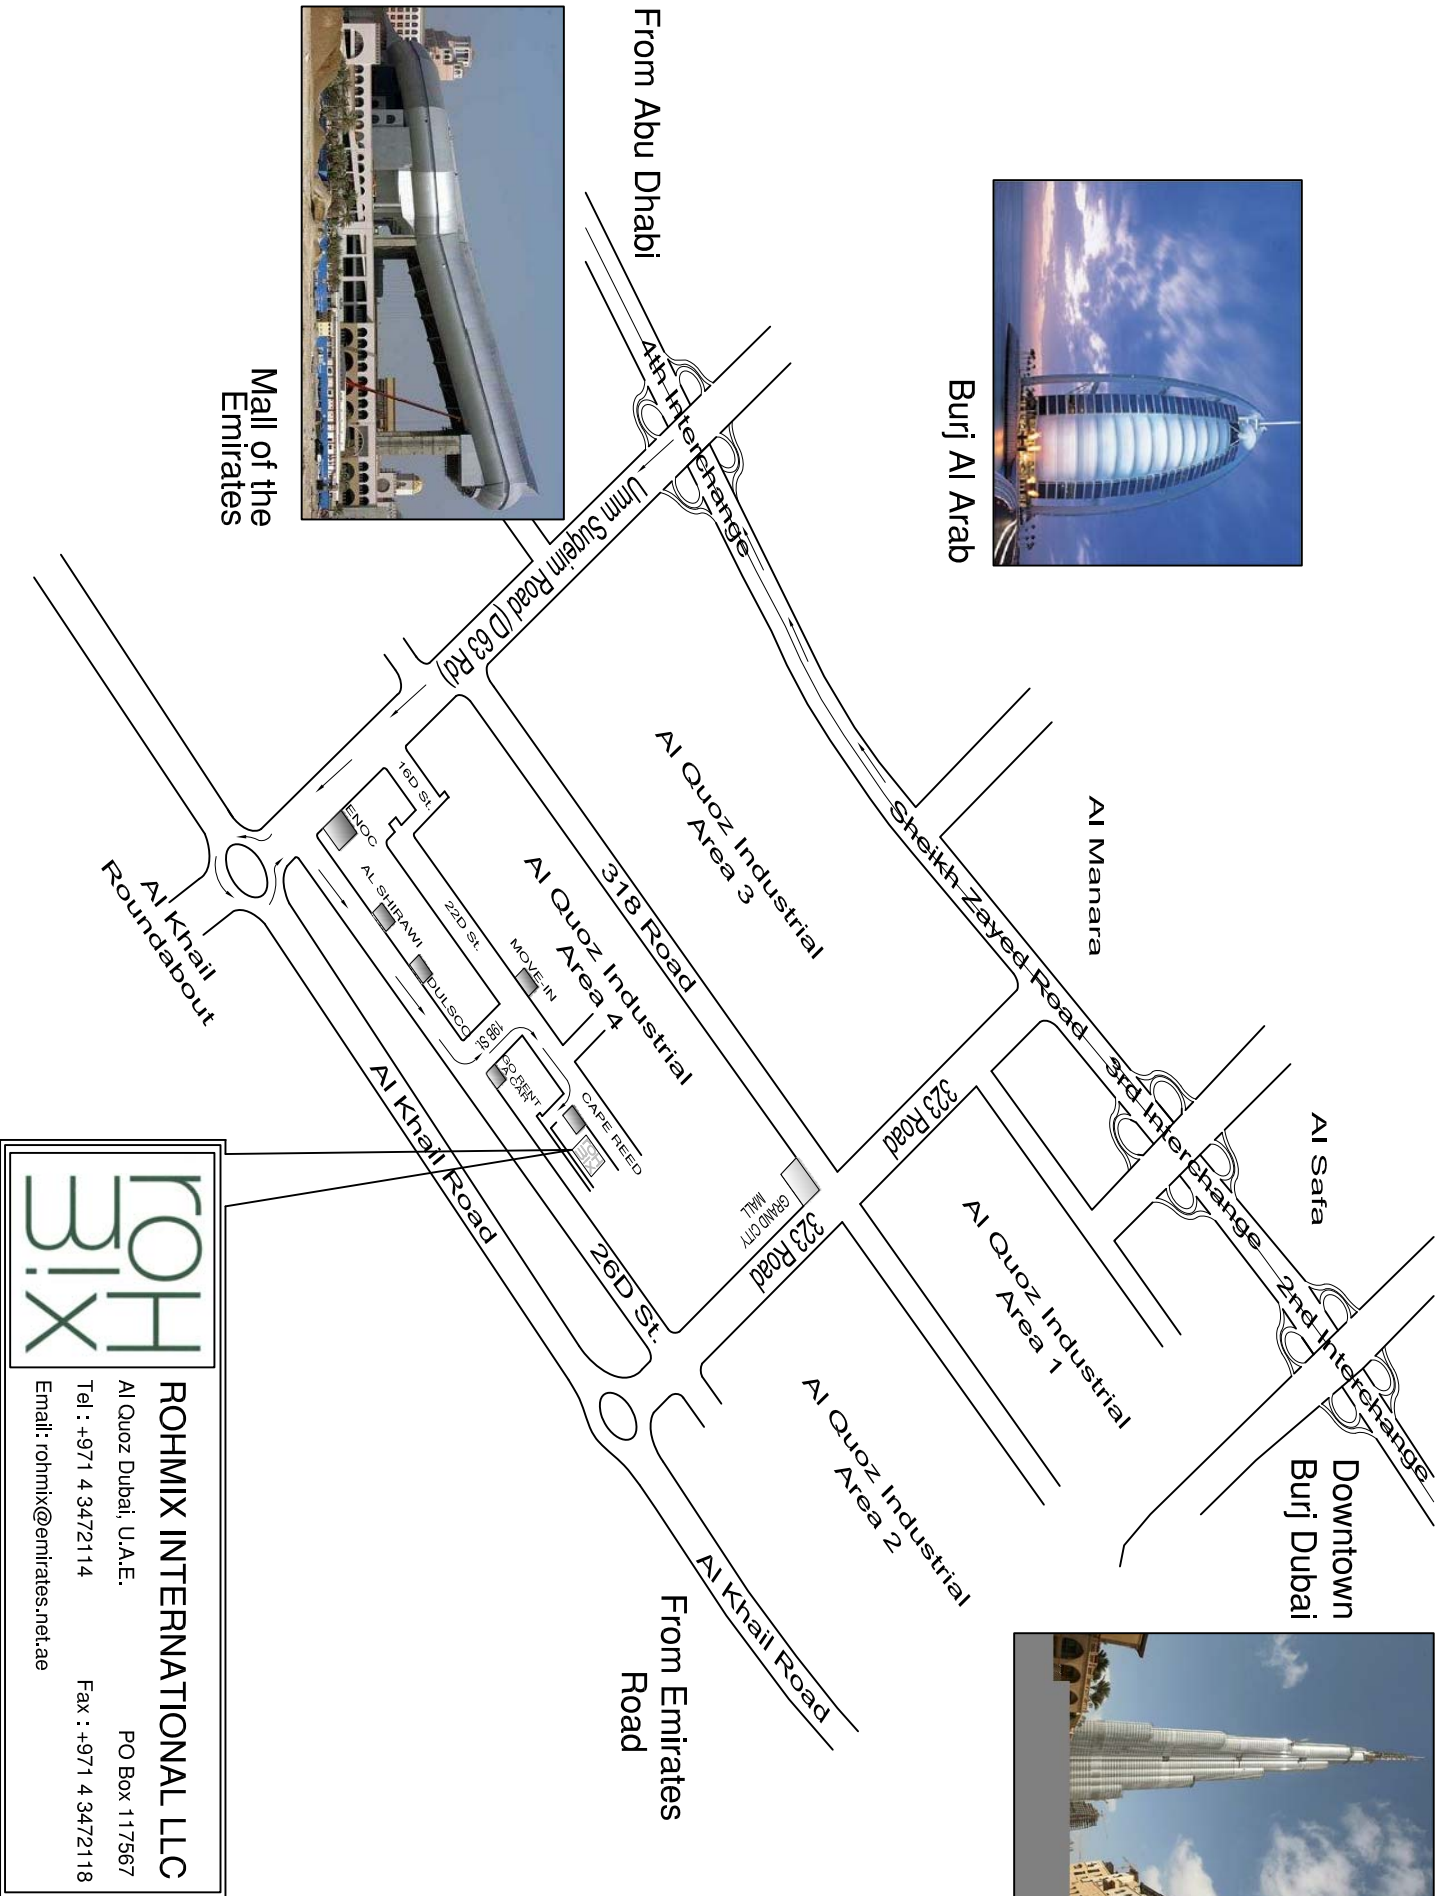 From Abu Dhabi
Burj Al Arab
Mall of the
Emirates
4th Interchange
Umm Suqeim Road (D 63 Rd)
Sheikh Zayed Road
Al Manara
3rd Interchange
Al Safa
2nd Interchange
Downtown
Burj Dubai
Al Quoz Industrial
Area 3
318 Road
323 Road
Al Quoz Industrial
Area 1
GRAND CITY
MALL
323 Road
Al Quoz Industrial
Area 2
Al Quoz Industrial
Area 4
16D St.
ENOC
AL SHIRAWI
22D St.
DULSCO
MOVE-IN
19B St.
GO RENT
A CAR
CAPE REED
rOH
mix
26D St.
Al Khail
Roundabout
Al Khail Road
Al Khail Road
From Emirates
Road
rOH
mix
ROHMIX INTERNATIONAL LLC
Al Quoz Dubai, U.A.E. PO Box 117567
Tel : +971 4 3472114 Fax : +971 4 3472118
Email: rohmix@emirates.net.ae